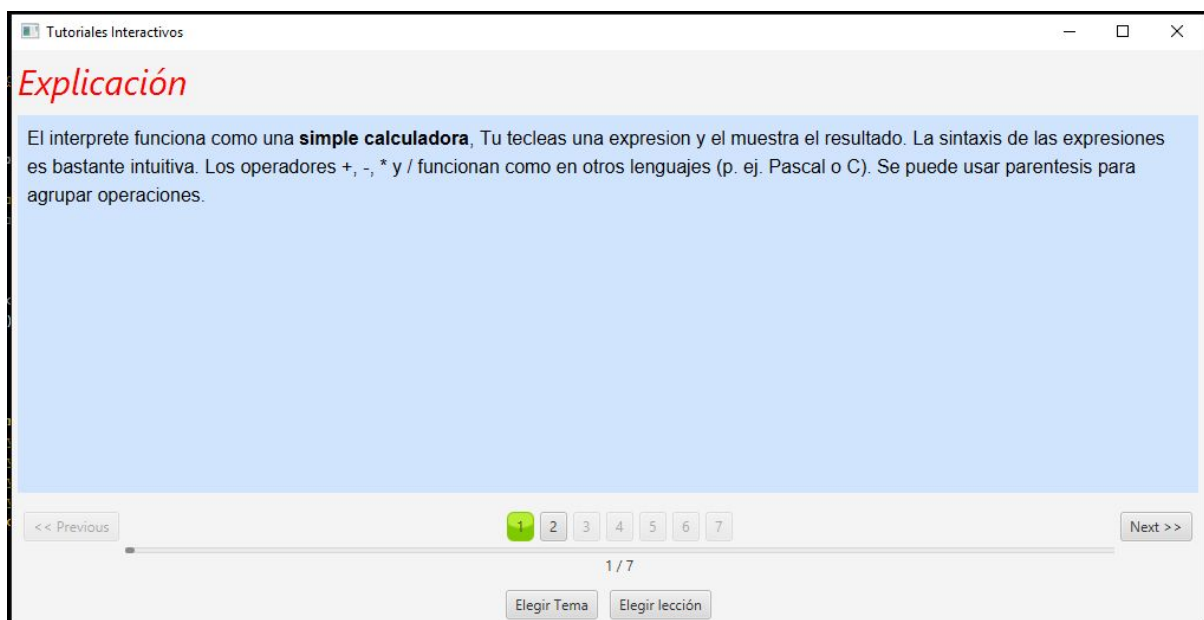 Tutoriales Interactivos
Explicación
El interprete funciona como una simple calculadora, Tu tecleas una expresion y el muestra el resultado. La sintaxis de las expresiones
es bastante intuitiva. Los operadores +, -, * y / funcionan como en otros lenguajes (p. ej. Pascal o C). Se puede usar parentesis para
agrupar operaciones.
<< Previous 1 2 3 4 5 6 7 Next >>
1 / 7
Elegir Tema Elegir lección